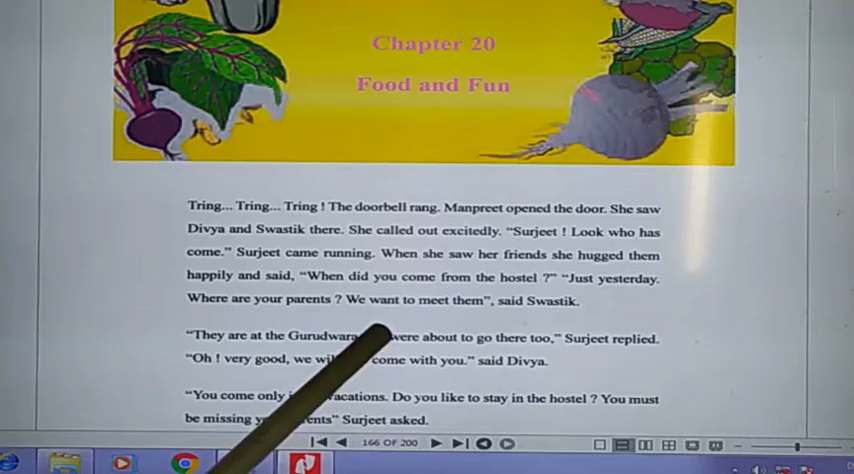 Chapter 20
Food and Fun
Tring... Tring... Tring ! The doorbell rang. Manpreet opened the door. She saw
Divya and Swastik there. She called out excitedly. “Surjeet ! Look who has
come.” Surjeet came running. When she saw her friends she hugged them
happily and said, “When did you come from the hostel ?” “Just yesterday.
Where are your parents ? We want to meet them”, said Swastik.
“They are at the Gurudwara were about to go there too,” Surjeet replied.
“Oh ! very good, we come with you.” said Divya.
“You come only vacations. Do you like to stay in the hostel ? You must
be missing Surjeet asked.
166 OF 200